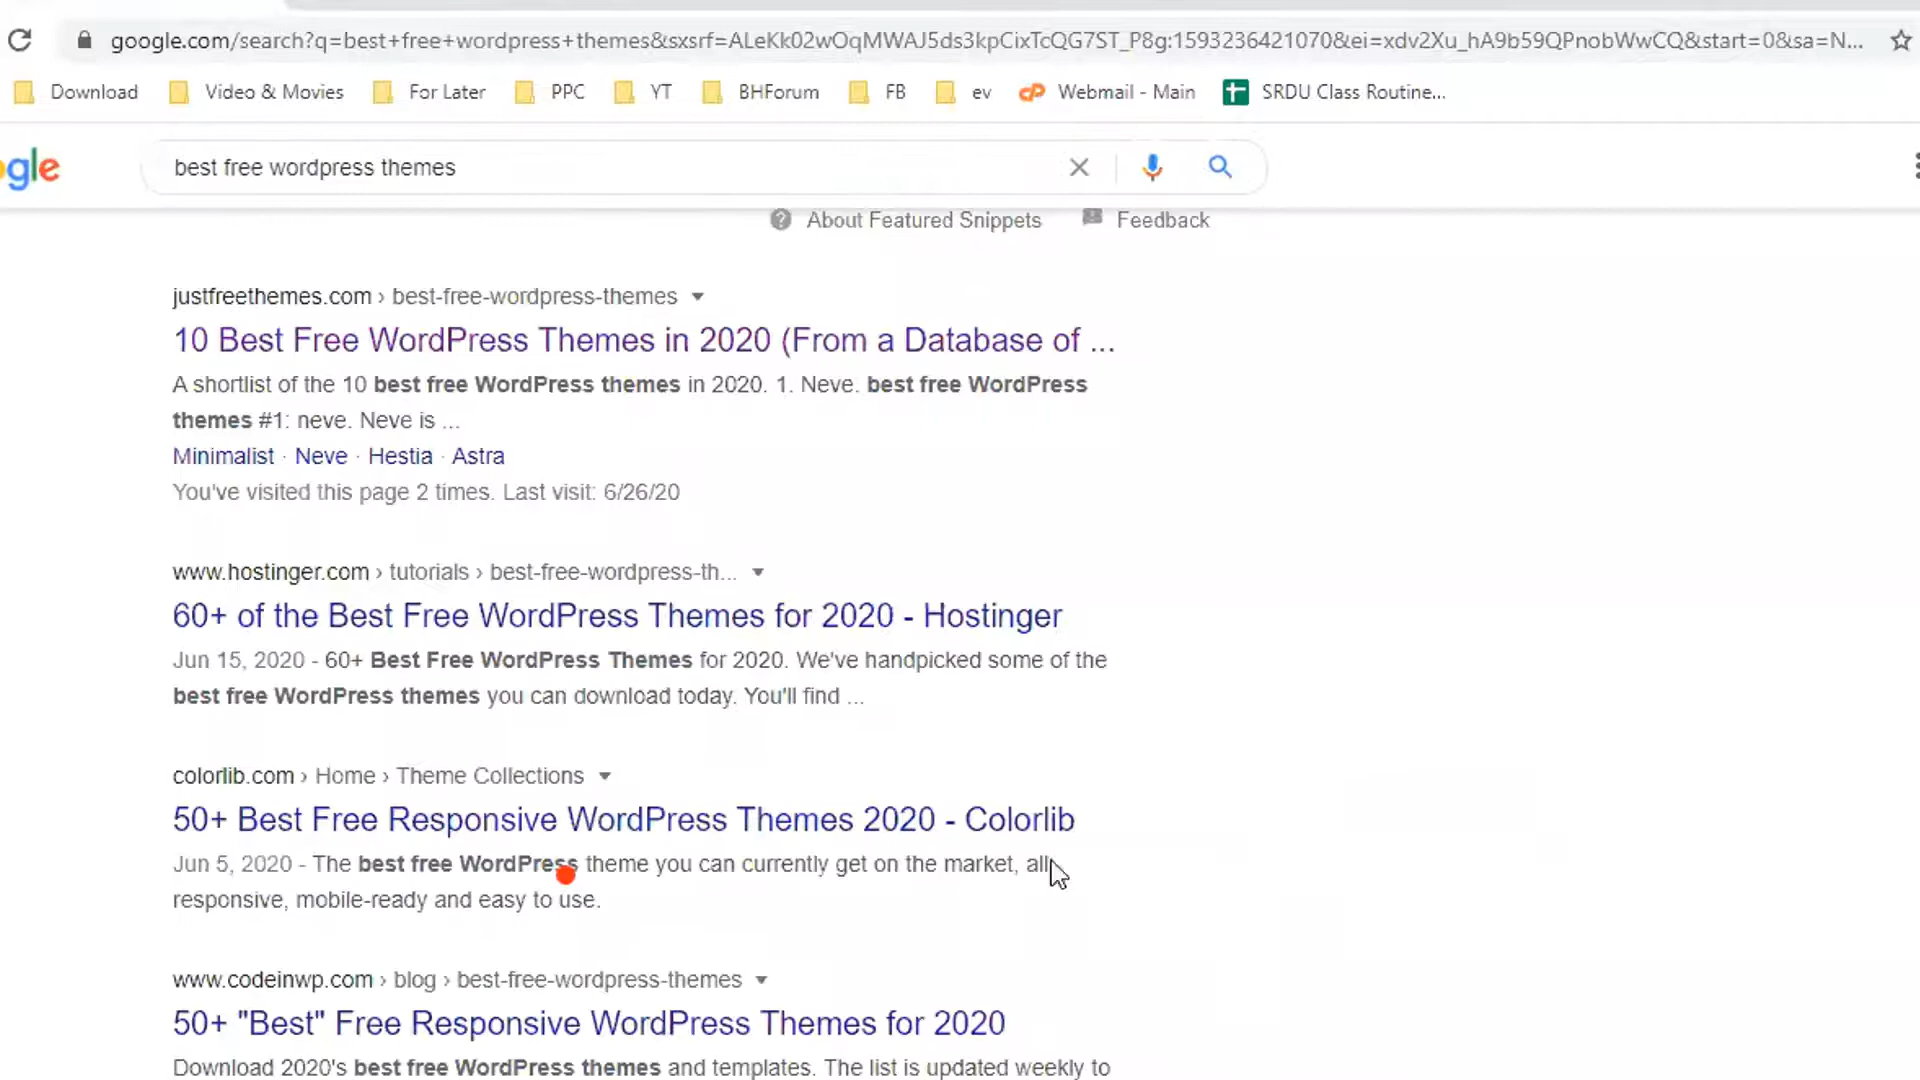 google.com/search?q=best+free+wordpress+themes&sxsrf=ALeKk02wOqMWAJ5ds3kpCixTcQG7ST_P8g:1593236421070&ei=xdv2Xu_hA9b59QPnobWwCQ&start=0&sa=N...
Download Video & Movies For Later PPC YT BHForum FB ev cP Webmail - Main SRDU Class Routine...
gle best free wordpress themes
About Featured Snippets Feedback
justfreethemes.com › best-free-wordpress-themes
10 Best Free WordPress Themes in 2020 (From a Database of ...
A shortlist of the 10 best free WordPress themes in 2020. 1. Neve. best free WordPress
themes #1: neve. Neve is ...
Minimalist · Neve · Hestia · Astra
You've visited this page 2 times. Last visit: 6/26/20
www.hostinger.com › tutorials › best-free-wordpress-th...
60+ of the Best Free WordPress Themes for 2020 - Hostinger
Jun 15, 2020 - 60+ Best Free WordPress Themes for 2020. We've handpicked some of the
best free WordPress themes you can download today. You'll find ...
colorlib.com › Home › Theme Collections
50+ Best Free Responsive WordPress Themes 2020 - Colorlib
Jun 5, 2020 - The best free WordPress theme you can currently get on the market, all
responsive, mobile-ready and easy to use.
www.codeinwp.com › blog › best-free-wordpress-themes
50+ "Best" Free Responsive WordPress Themes for 2020
Download 2020's best free WordPress themes and templates. The list is updated weekly to